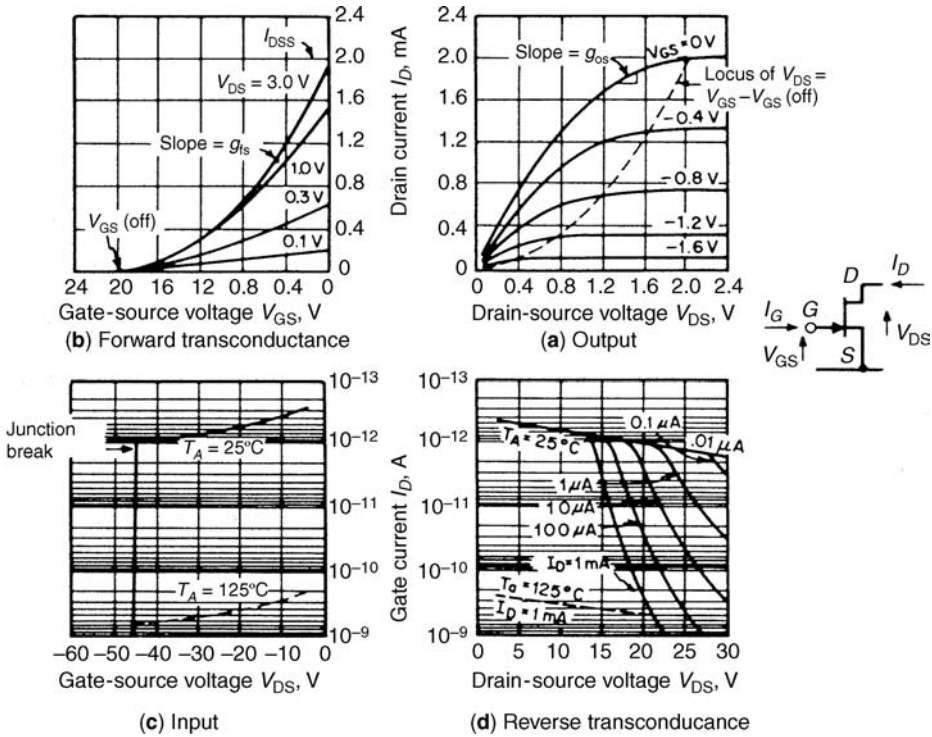 2.4
2.0
1.6
1.2
0.8
0.4
0
Drain current I_D, mA
I_DSS
V_DS = 3.0 V
Slope = g_fs
1.0 V
0.3 V
0.1 V
V_GS (off)
24 20 16 12 0.8 0.4 0.0
Gate-source voltage V_GS, V
(b) Forward transconductance
2.4
2.0
1.6
1.2
0.8
0.4
0
Slope = g_os
V_GS = 0V
Locus of V_DS =
V_GS–V_GS (off)
–0.4 V
–0.8 V
–1.2 V
–1.6 V
0 0.4 0.8 1.2 1.6 2.0 2.4
Drain-source voltage V_DS, V
(a) Output
D
I_D
I_G
G
V_GS
V_DS
S
10–13
10–12
10–11
10–10
10–9
Gate current I_D, A
Junction
break
T_A = 25°C
T_A = 125°C
–60 –50 –40 –30 –20 –10 0
Gate-source voltage V_DS, V
(c) Input
10–13
10–12
10–11
10–10
10–9
0.1 μA
.01 μA
T_A = 25°C
1 μA
10 μA
100 μA
I_D = 1 mA
T_a = 125°C
I_D = 1 mA
0 5 10 15 20 25 30
Drain-source voltage V_DS, V
(d) Reverse transconducance